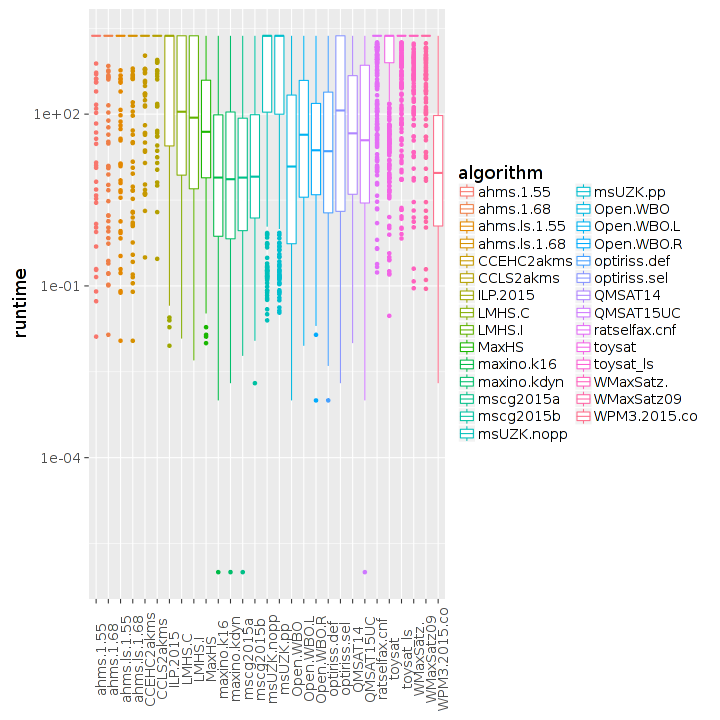 runtime
1e+02
1e-01
1e-04
ahms.1.55
ahms.1.68
ahms.ls.1.55
ahms.ls.1.68
CCEHC2akms
CCLS2akms
ILP.2015
LMHS.C
LMHS.I
MaxHS
maxino.k16
maxino.kdyn
mscg2015a
mscg2015b
msUZK.nopp
msUZK.pp
Open.WBO
Open.WBO.L
Open.WBO.R
optiriss.def
optiriss.sel
QMSAT14
QMSAT15UC
ratselfax.cnf
toysat
toysat_ls
WMaxSatz.
WMaxSatz09
WPM3.2015.co
algorithm
ahms.1.55
ahms.1.68
ahms.ls.1.55
ahms.ls.1.68
CCEHC2akms
CCLS2akms
ILP.2015
LMHS.C
LMHS.I
MaxHS
maxino.k16
maxino.kdyn
mscg2015a
mscg2015b
msUZK.nopp
msUZK.pp
Open.WBO
Open.WBO.L
Open.WBO.R
optiriss.def
optiriss.sel
QMSAT14
QMSAT15UC
ratselfax.cnf
toysat
toysat_ls
WMaxSatz.
WMaxSatz09
WPM3.2015.co